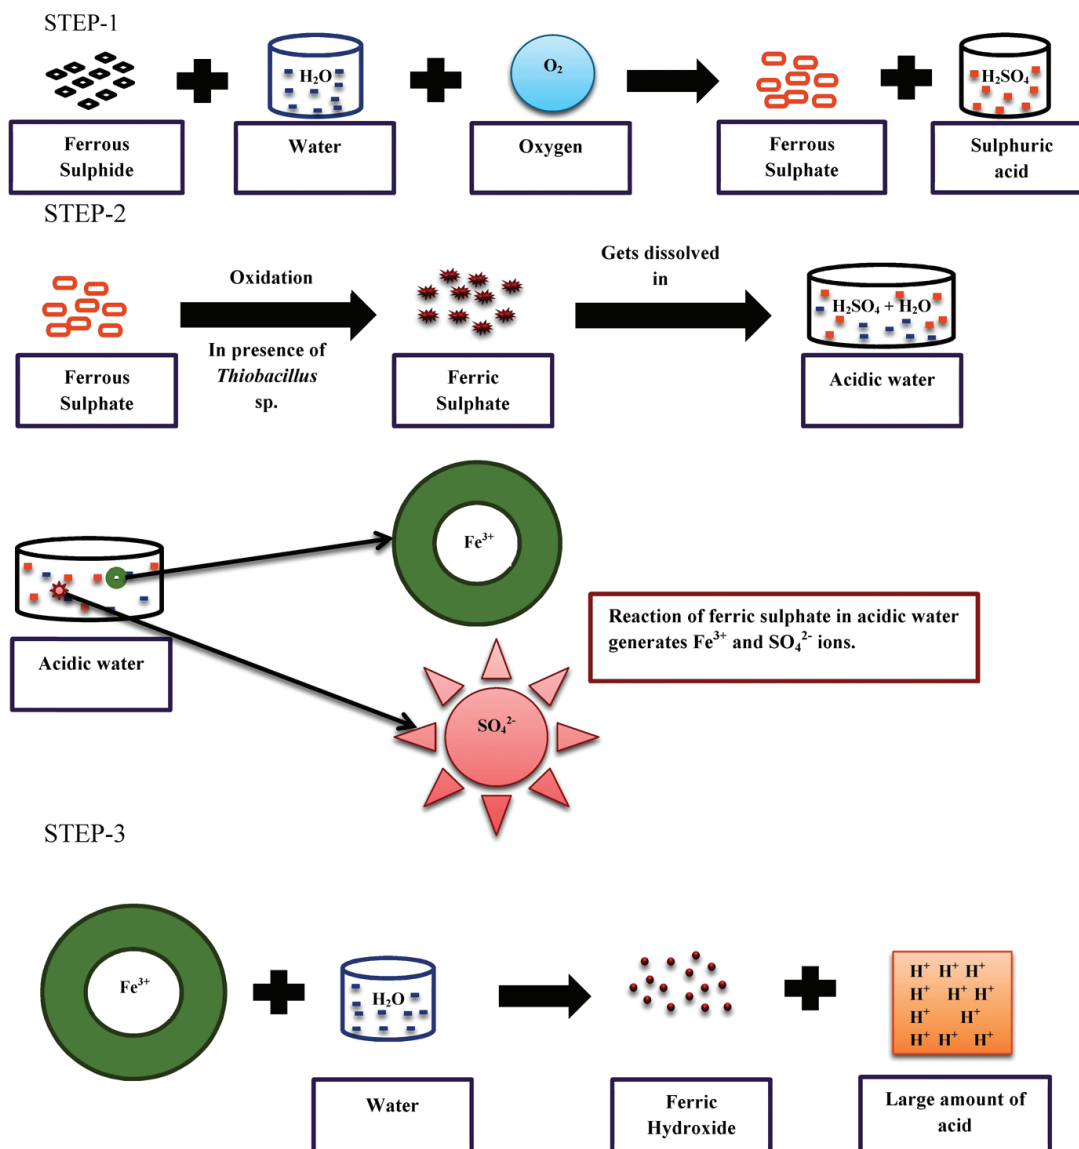 STEP-1
H₂O
O₂
H₂SO₄
Ferrous
Sulphide
Water
Oxygen
Ferrous
Sulphate
Sulphuric
acid
STEP-2
Oxidation
In presence of
Thiobacillus
sp.
Gets dissolved
in
H₂SO₄ + H₂O
Ferrous
Sulphate
Ferric
Sulphate
Acidic water
Fe³⁺
Acidic water
Reaction of ferric sulphate in acidic water
generates Fe³⁺ and SO₄²⁻ ions.
SO₄²⁻
STEP-3
Fe³⁺
H₂O
H⁺ H⁺ H⁺
H⁺ H⁺ H⁺
H⁺ H⁺
H⁺ H⁺ H⁺
Water
Ferric
Hydroxide
Large amount of
acid